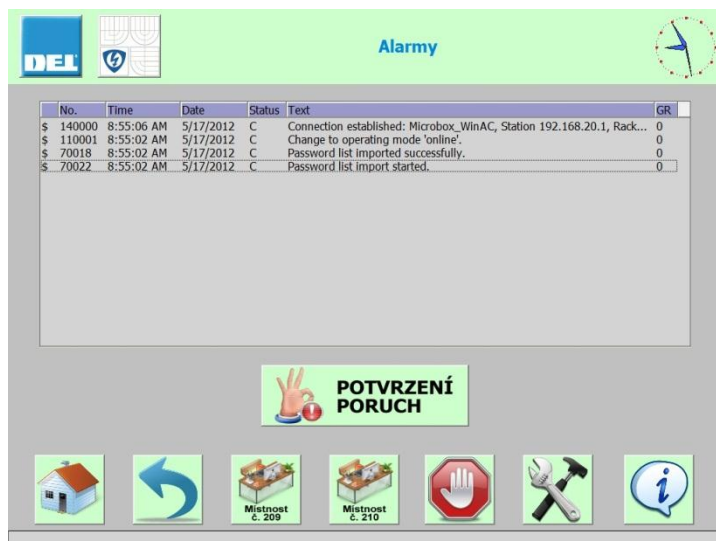 DEL
Alarmy
No. Time Date Status Text GR
$ 140000 8:55:06 AM 5/17/2012 C Connection established: Microbox_WinAC, Station 192.168.20.1, Rack... 0
$ 110001 8:55:02 AM 5/17/2012 C Change to operating mode 'online'. 0
$ 70018 8:55:02 AM 5/17/2012 C Password list imported successfully. 0
$ 70022 8:55:02 AM 5/17/2012 C Password list import started. 0
POTVRZENÍ
PORUCH
Mistnost
č. 209
Mistnost
č. 210
i